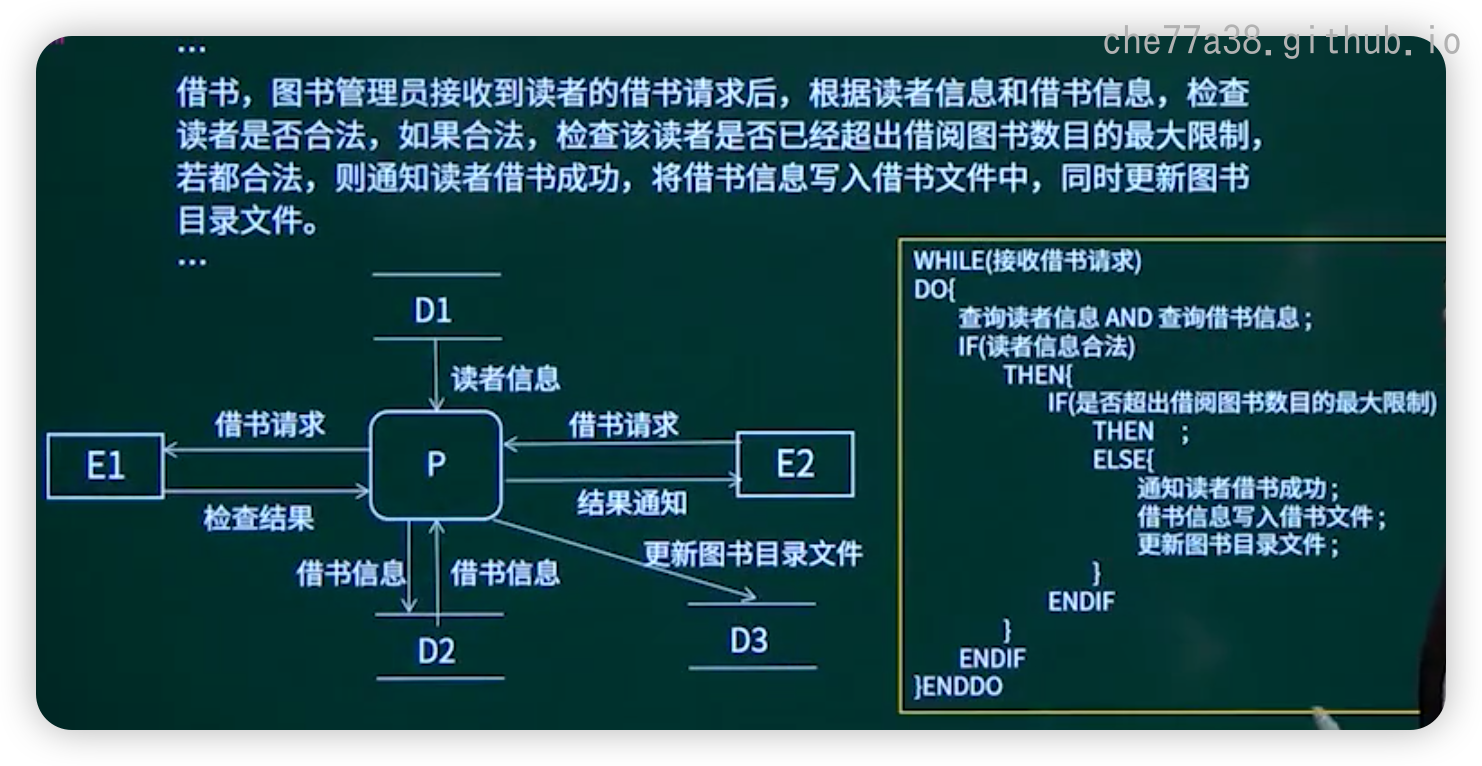 che77a38.github.io
...
借书，图书管理员接收到读者的借书请求后，根据读者信息和借书信息，检查
读者是否合法，如果合法，检查该读者是否已经超出借阅图书数目的最大限制，
若都合法，则通知读者借书成功，将借书信息写入借书文件中，同时更新图书
目录文件。
...
D1
读者信息
借书请求
借书请求
E1
P
E2
检查结果
结果通知
借书信息
借书信息
更新图书目录文件
D2
D3
WHILE(接收借书请求)
DO{
查询读者信息 AND 查询借书信息；
IF(读者信息合法)
THEN{
IF(是否超出借阅图书数目的最大限制)
THEN ；
ELSE{
通知读者借书成功；
借书信息写入借书文件；
更新图书目录文件；
}
ENDIF
}
ENDIF
}ENDDO